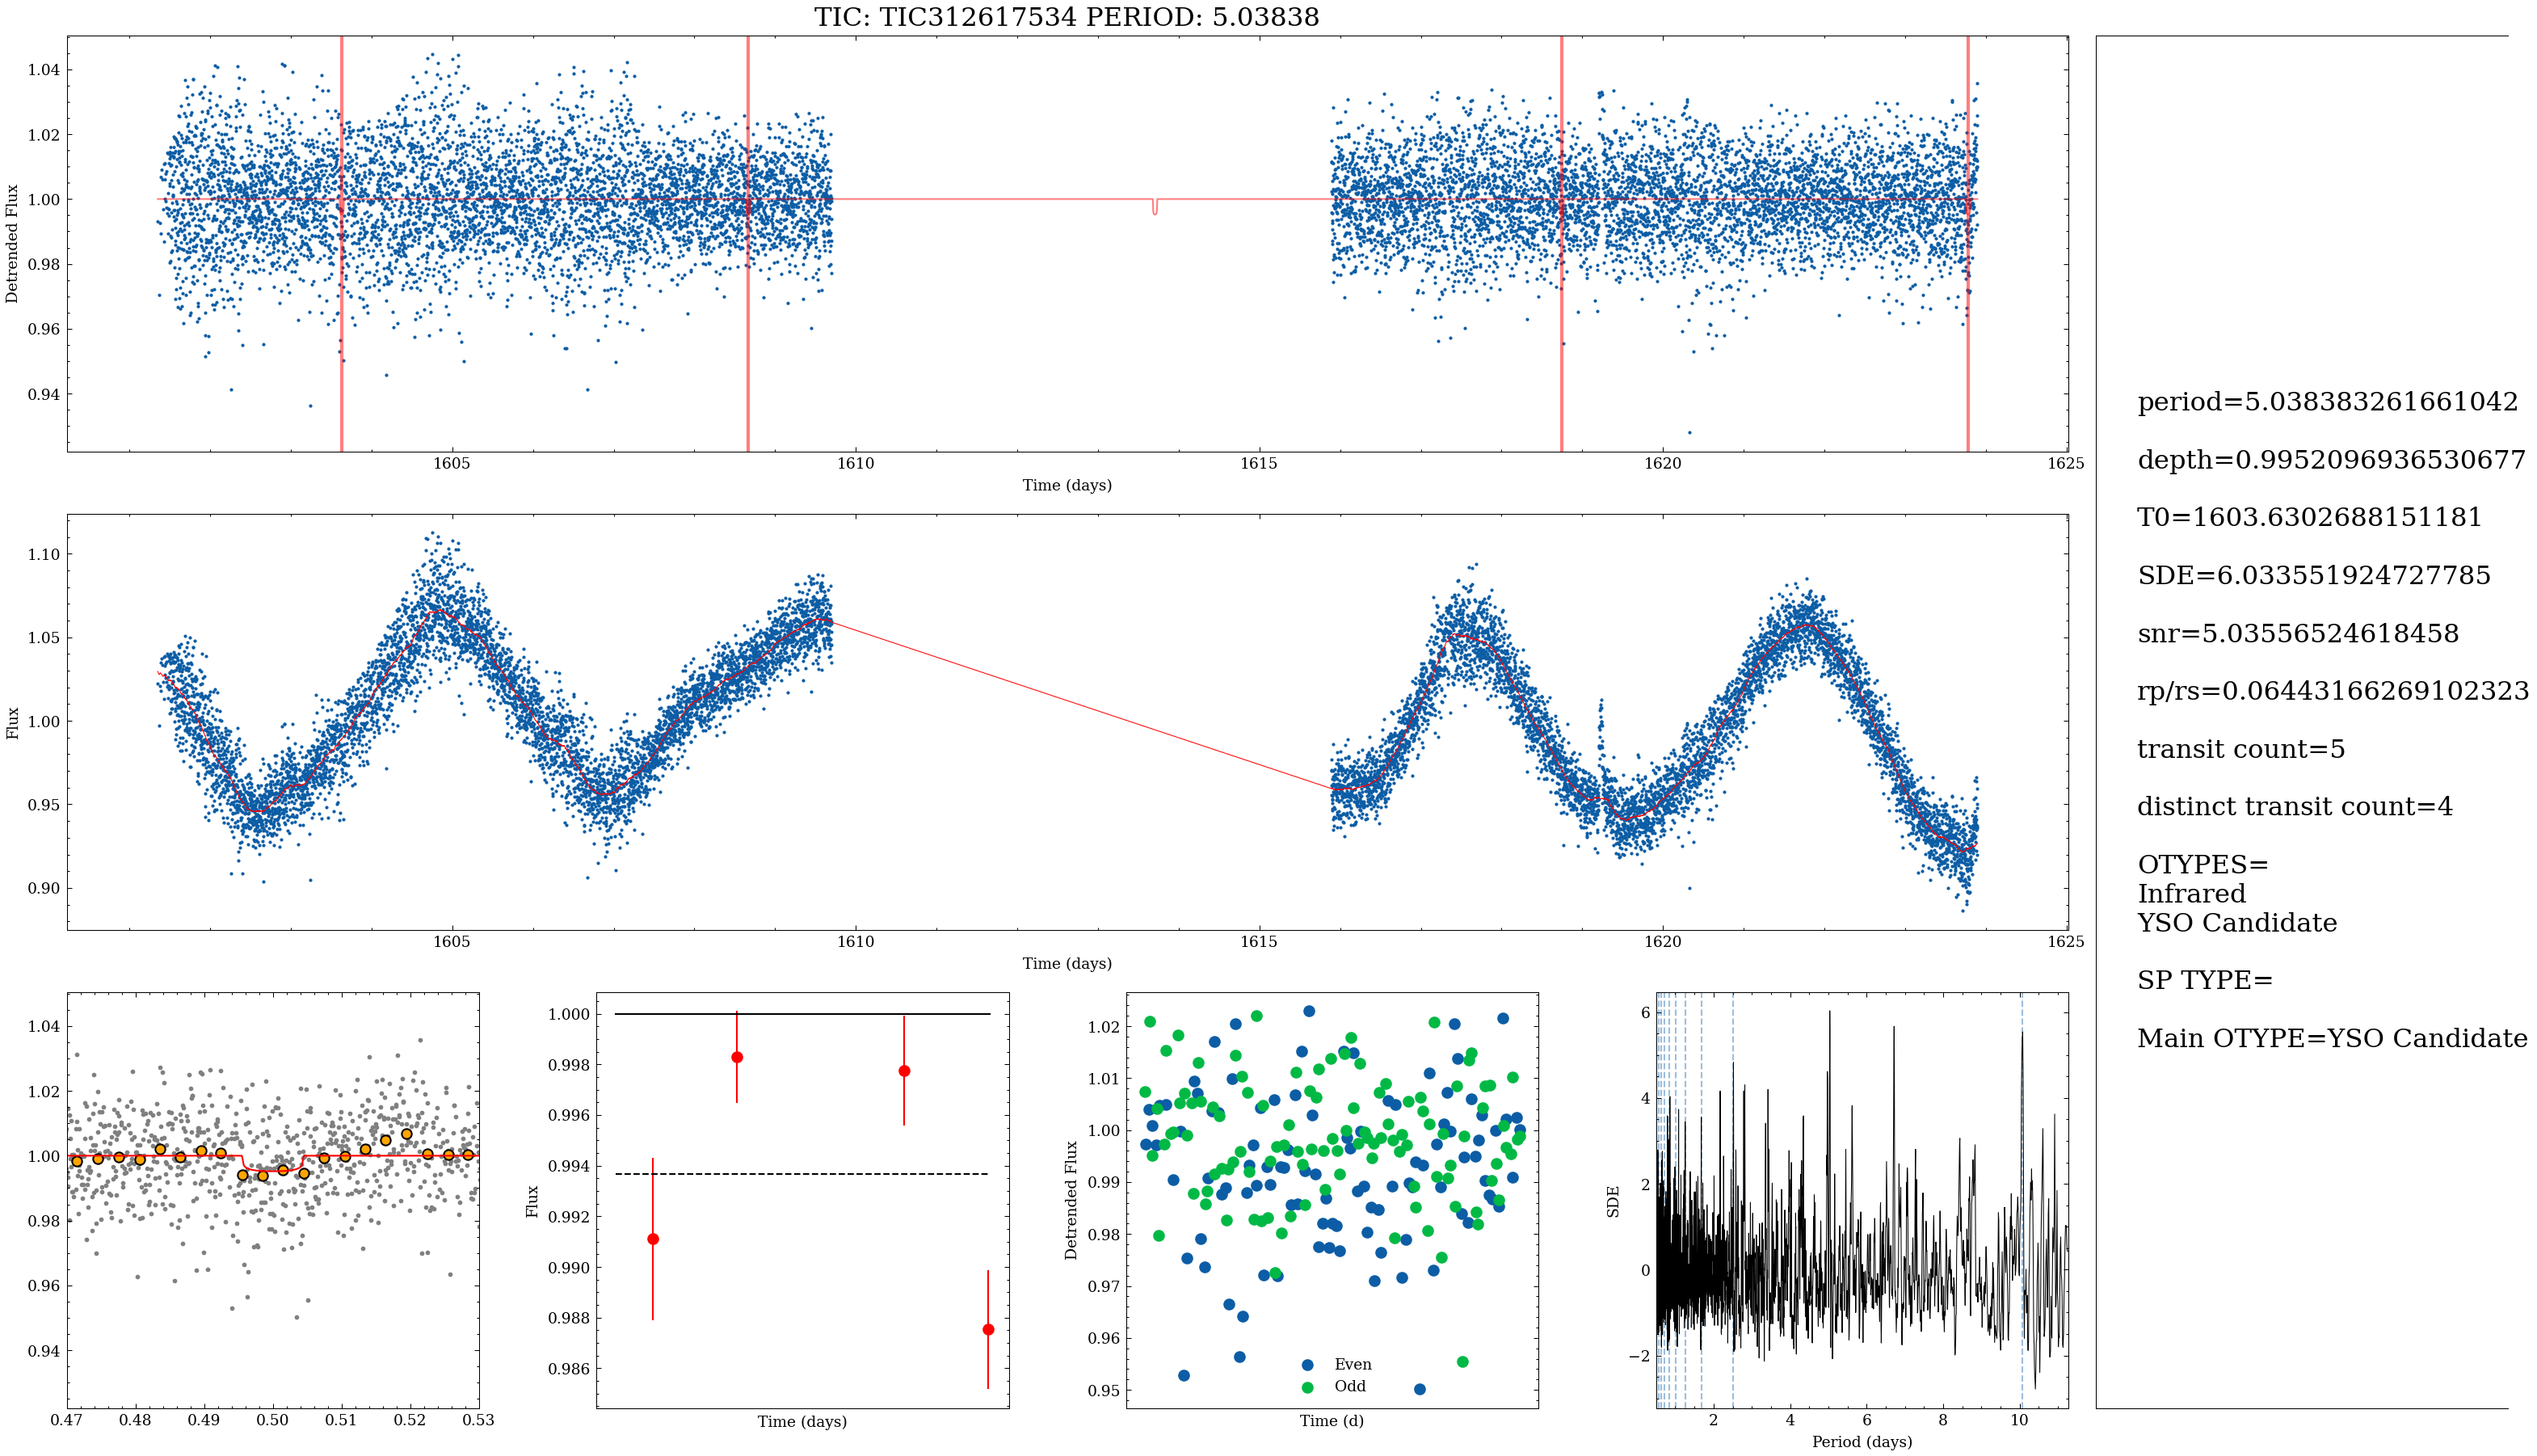 TIC: TIC312617534 PERIOD: 5.03838
1.04
1.02
1.00
0.98
0.96
0.94
Detrended Flux
1605
1610
1615
1620
1625
Time (days)
1.10
1.05
1.00
0.95
0.90
Flux
1605
1610
1615
1620
1625
Time (days)
1.04
1.02
1.00
0.98
0.96
0.94
0.47
0.48
0.49
0.50
0.51
0.52
0.53
1.000
0.998
0.996
0.994
0.992
0.990
0.988
0.986
Flux
Time (days)
1.02
1.01
1.00
0.99
0.98
0.97
0.96
0.95
Detrended Flux
Even
Odd
Time (d)
6
4
2
0
−2
SDE
2
4
6
8
10
Period (days)
period=5.038383261661042
depth=0.9952096936530677
T0=1603.6302688151181
SDE=6.033551924727785
snr=5.03556524618458
rp/rs=0.06443166269102323
transit count=5
distinct transit count=4
OTYPES=
Infrared
YSO Candidate
SP TYPE=
Main OTYPE=YSO Candidate